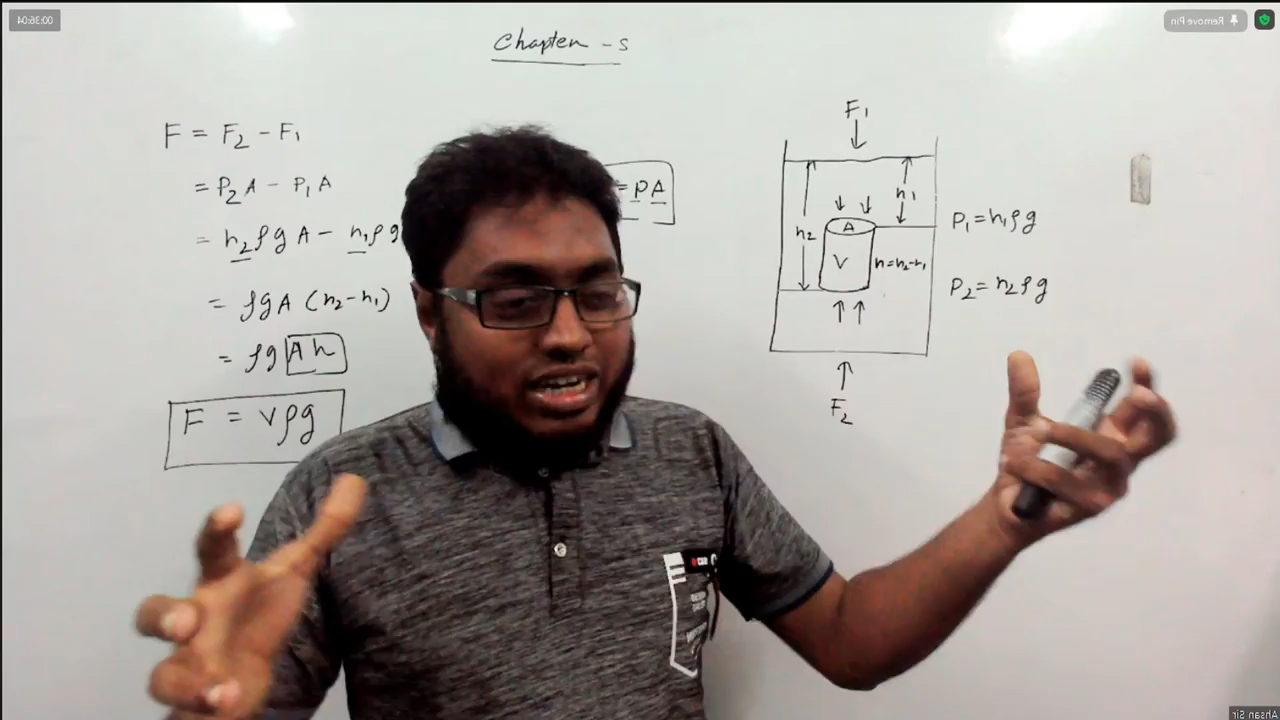 00:36:04
Remove Pin
Chapter - 5
F = F₂ - F₁
= P₂A - P₁A
= h₂ρgA - h₁ρg
= ρgA (h₂-h₁)
= ρg Ah
F = Vρg
= PA
F₁
h₂
h₁
A
V
h=h₂-h₁
P₁=h₁ρg
P₂=h₂ρg
F₂
Ahsan Sir